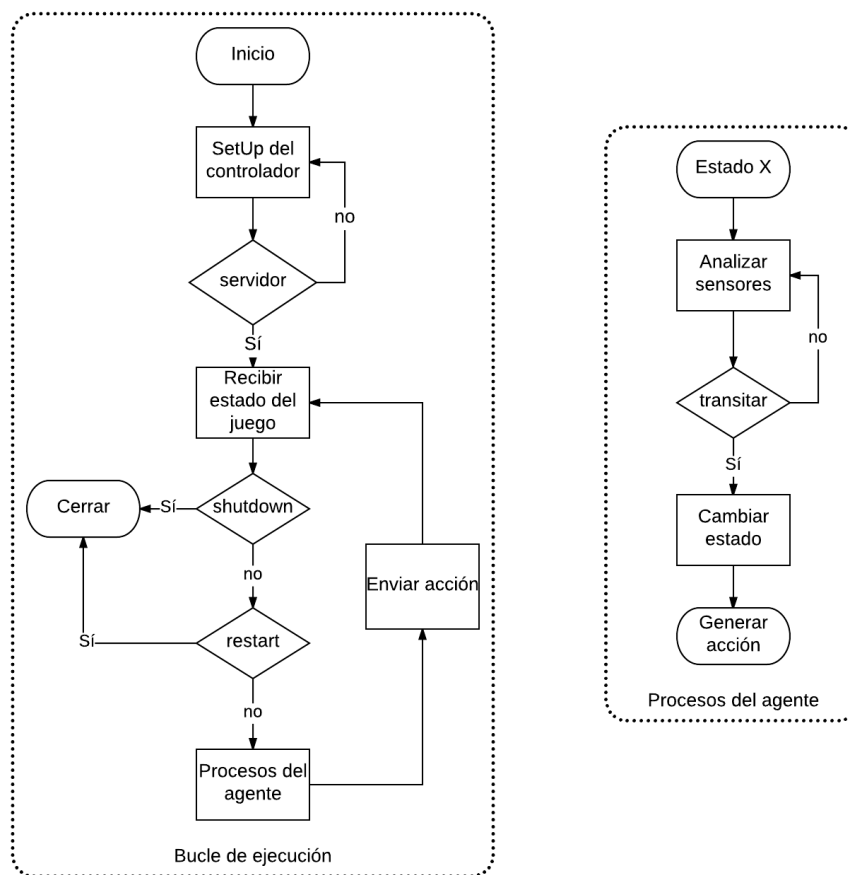 Inicio
SetUp del
controlador
no
servidor
Sí
Recibir
estado del
juego
Cerrar
Sí
shutdown
no
Enviar acción
Sí
restart
no
Procesos del
agente
Bucle de ejecución
Estado X
Analizar
sensores
no
transitar
Sí
Cambiar
estado
Generar
acción
Procesos del agente